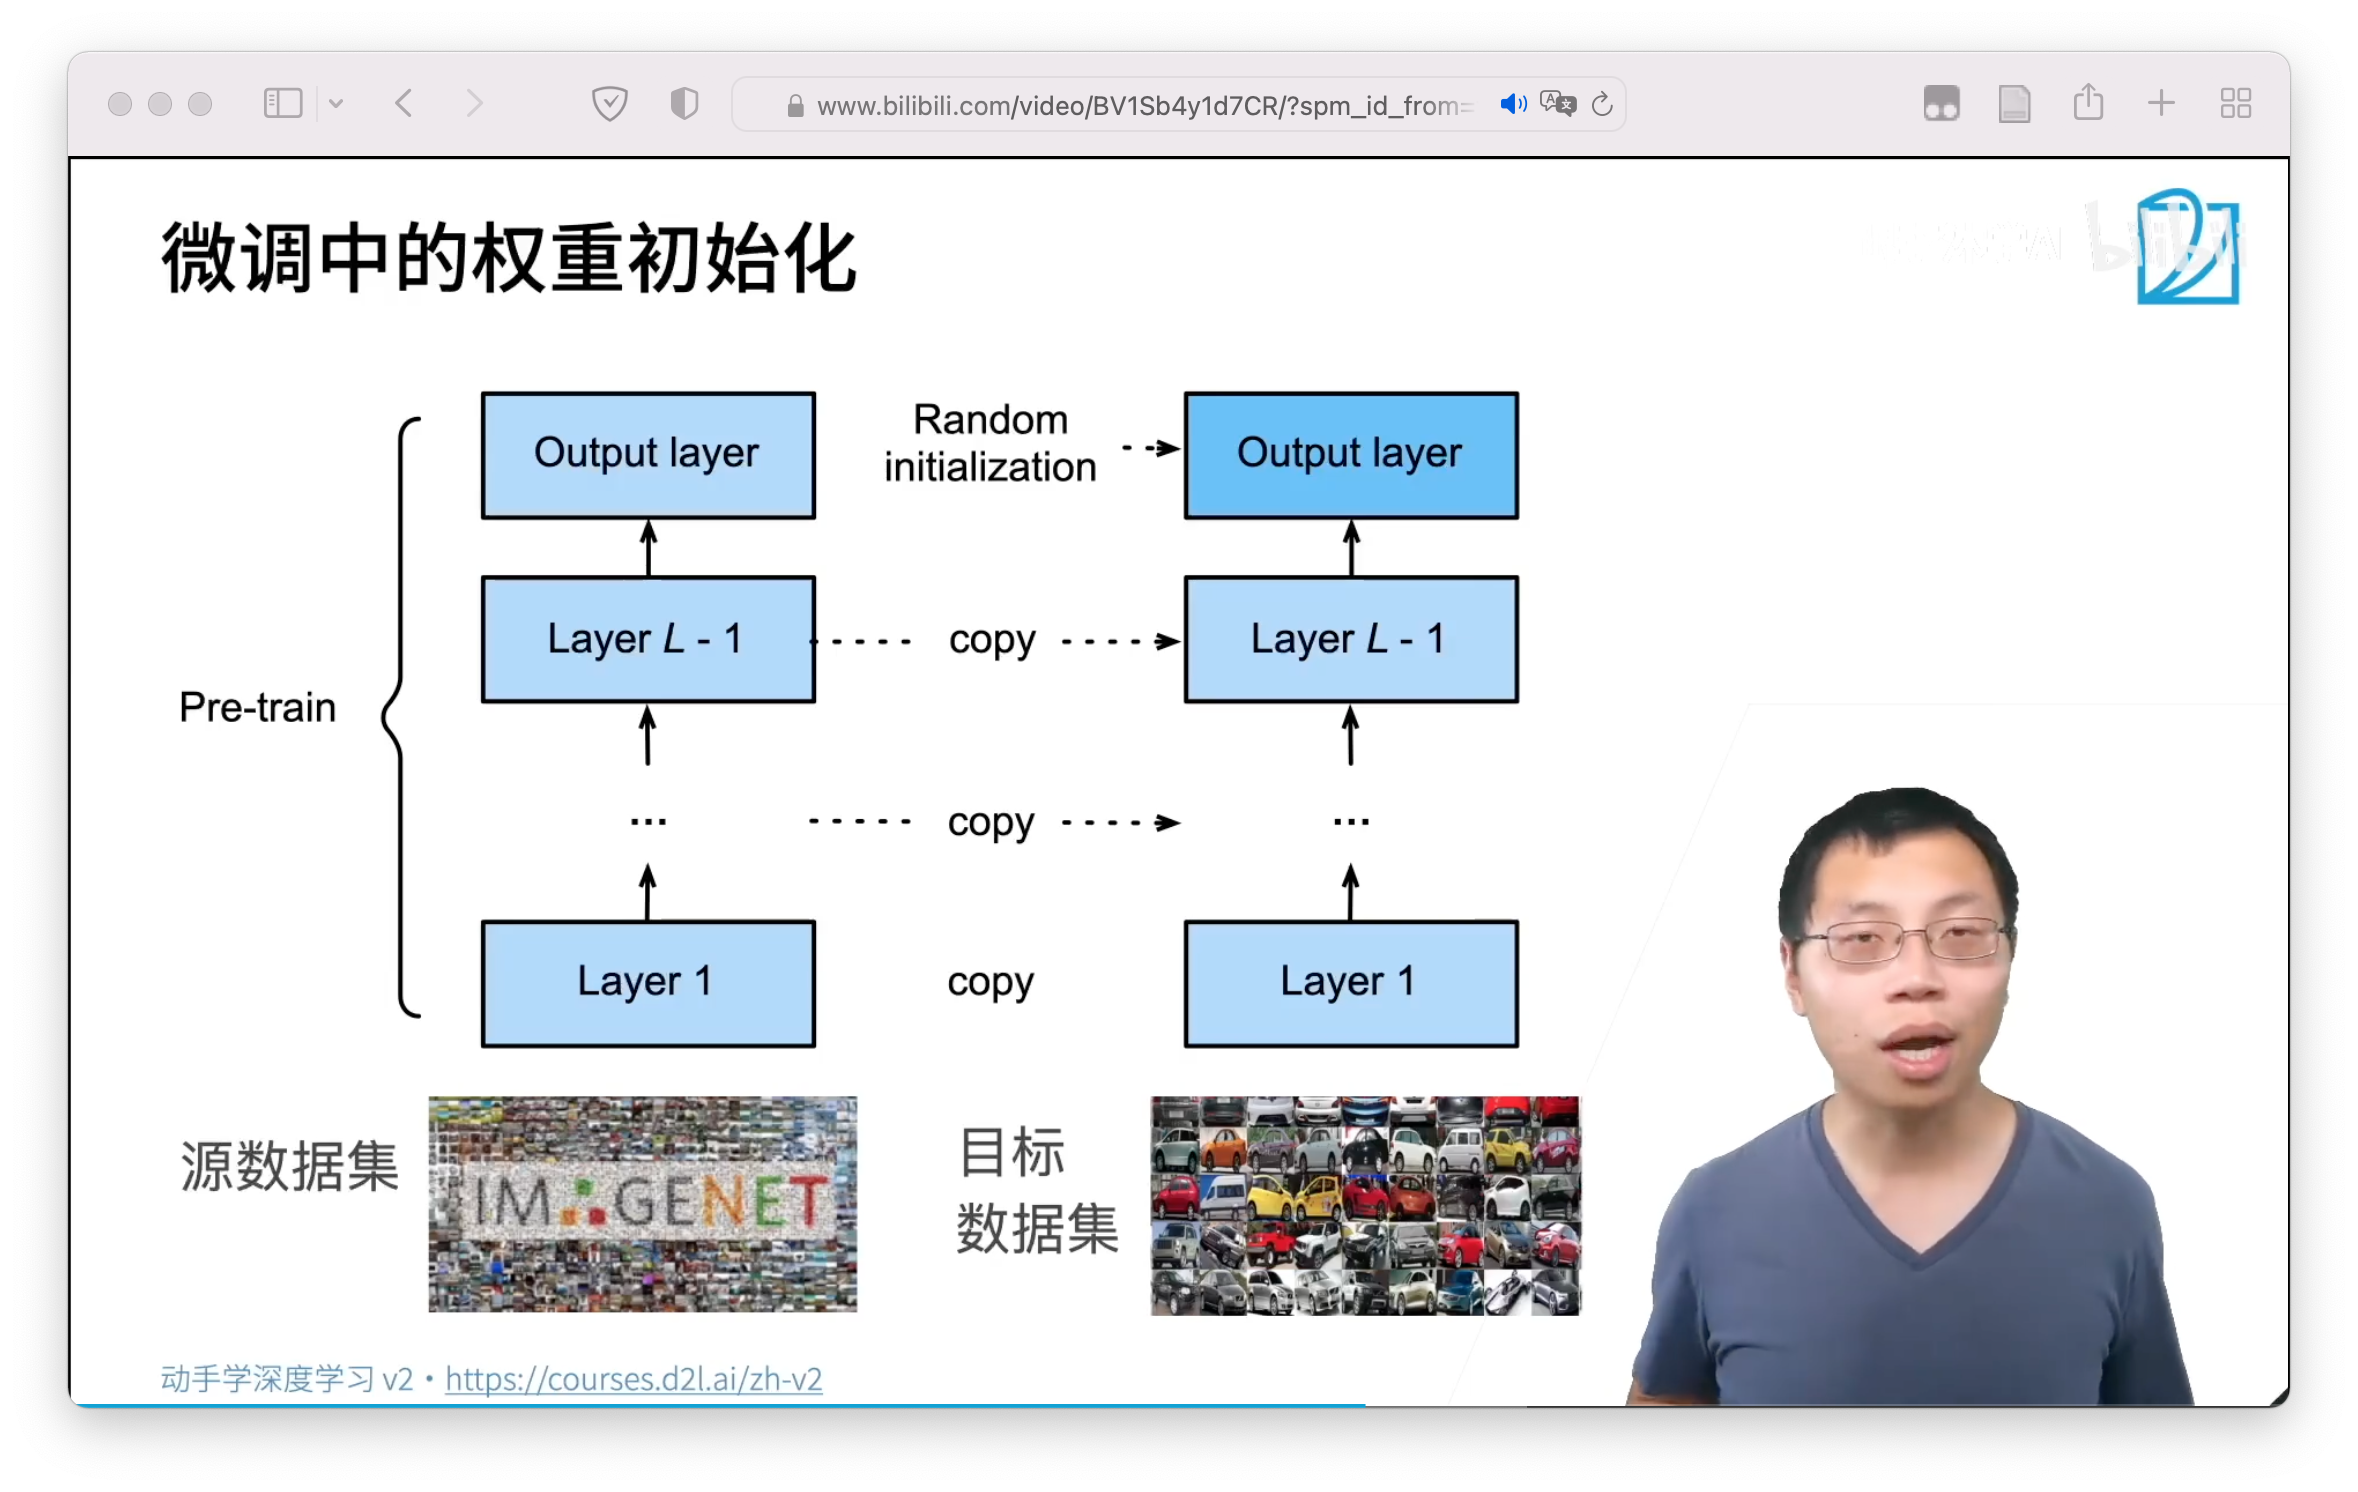 www.bilibili.com/video/BV1Sb4y1d7CR/?spm_id_from=
微调中的权重初始化
bilibili
Output layer
Random
initialization
Output layer
Layer L - 1
copy
Layer L - 1
Pre-train
...
copy
...
Layer 1
copy
Layer 1
源数据集
IMAGENET
目标
数据集
动手学深度学习 v2 • https://courses.d2l.ai/zh-v2